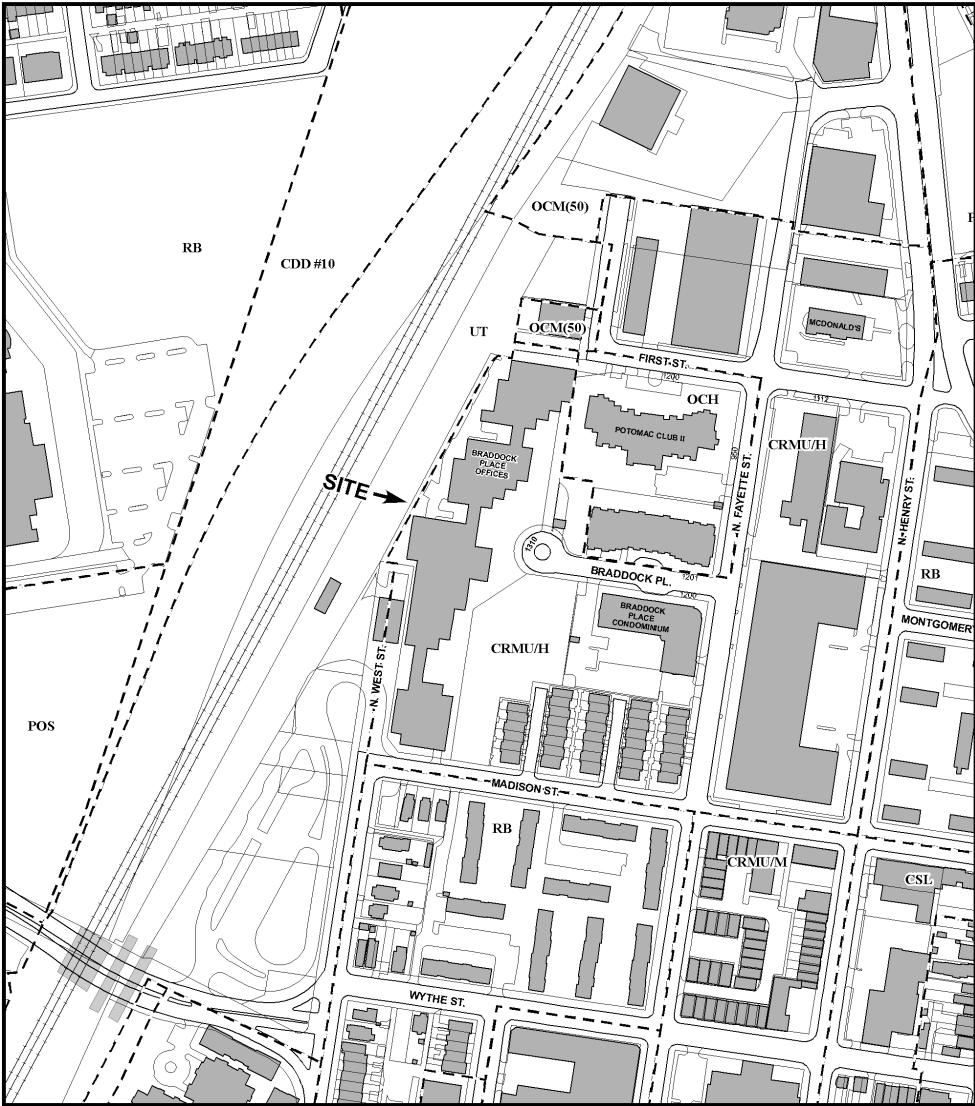 OCM(50)
RB
CDD #10
UT
OCM(50)
MCDONALD'S
FIRST ST.
1200
OCH
1312
POTOMAC CLUB II
CRMU/H
BRADDOCK
PLACE
OFFICES
950
N. FAYETTE ST.
SITE
N. HENRY ST.
1310
BRADDOCK PL.
1201
1200
RB
BRADDOCK
PLACE
CONDOMINIUM
MONTGOMER
CRMU/H
N. WEST ST.
POS
MADISON ST.
RB
CRMU/M
CSL
WYTHE ST.